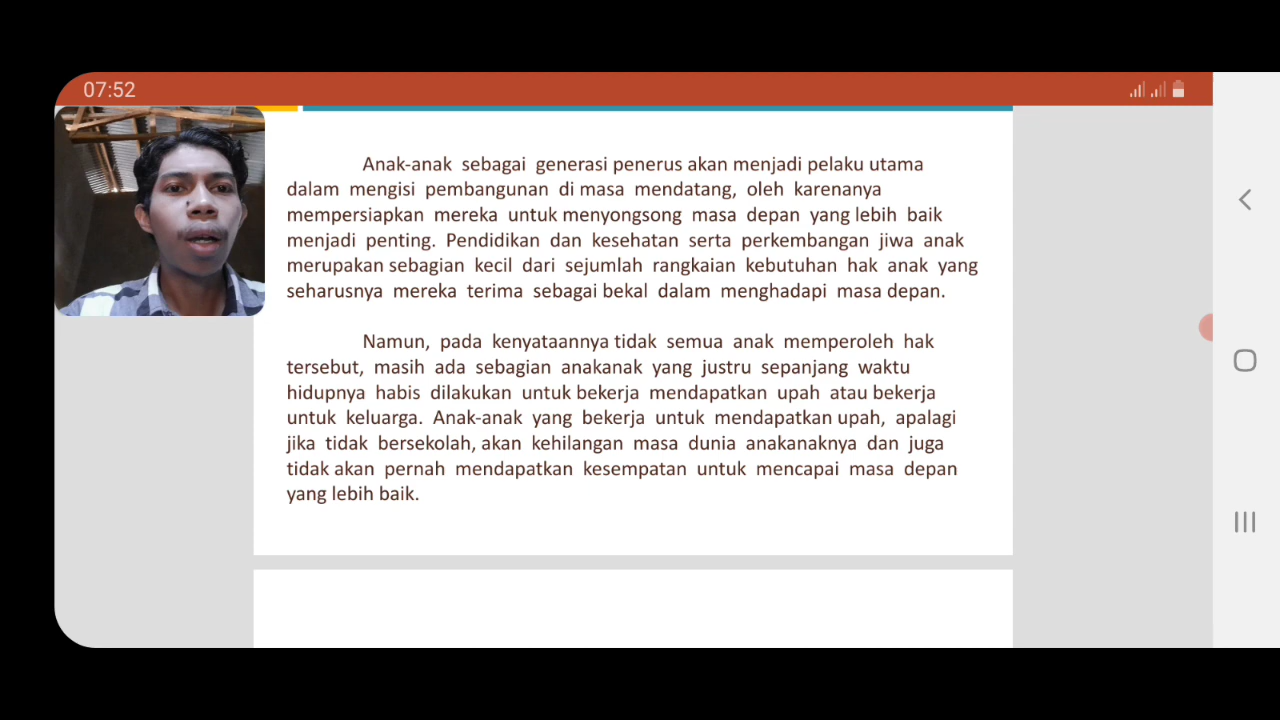 07:52
Anak-anak sebagai generasi penerus akan menjadi pelaku utama
dalam mengisi pembangunan di masa mendatang, oleh karenanya
mempersiapkan mereka untuk menyongsong masa depan yang lebih baik
menjadi penting. Pendidikan dan kesehatan serta perkembangan jiwa anak
merupakan sebagian kecil dari sejumlah rangkaian kebutuhan hak anak yang
seharusnya mereka terima sebagai bekal dalam menghadapi masa depan.
Namun, pada kenyataannya tidak semua anak memperoleh hak
tersebut, masih ada sebagian anakanak yang justru sepanjang waktu
hidupnya habis dilakukan untuk bekerja mendapatkan upah atau bekerja
untuk keluarga. Anak-anak yang bekerja untuk mendapatkan upah, apalagi
jika tidak bersekolah, akan kehilangan masa dunia anakanaknya dan juga
tidak akan pernah mendapatkan kesempatan untuk mencapai masa depan
yang lebih baik.